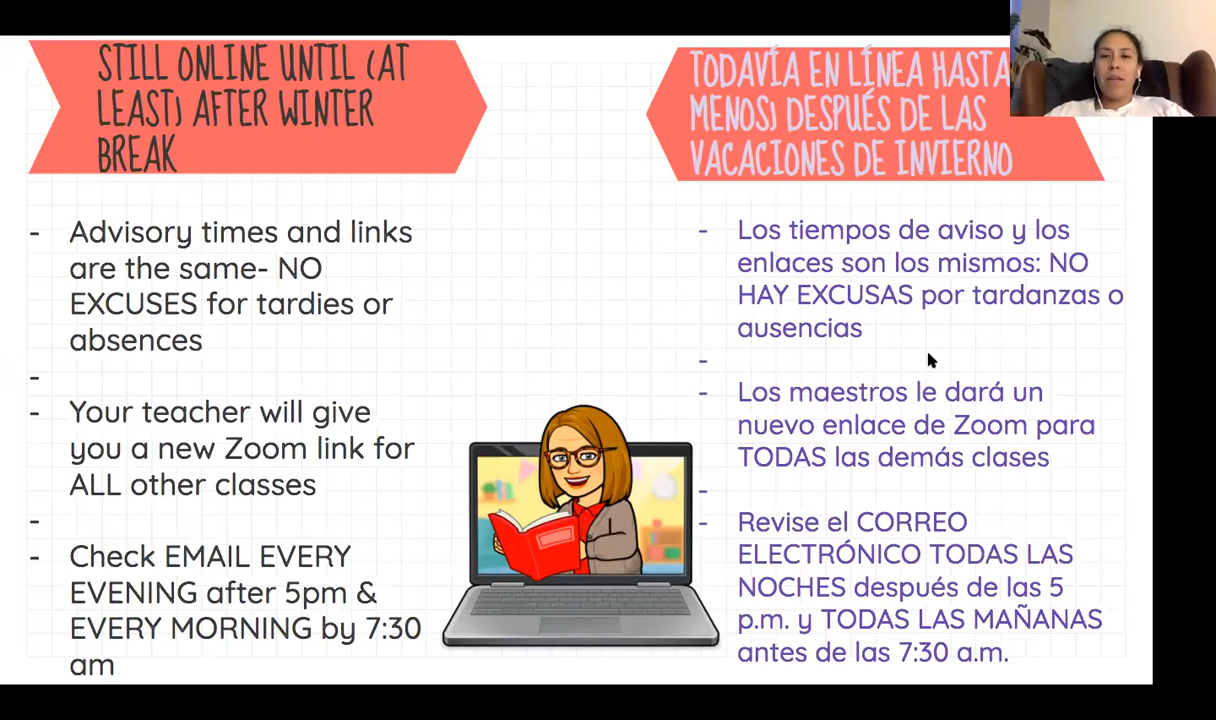 STILL ONLINE UNTIL (AT
LEAST) AFTER WINTER
BREAK
- Advisory times and links
are the same- NO
EXCUSES for tardies or
absences
-
- Your teacher will give
you a new Zoom link for
ALL other classes
-
- Check EMAIL EVERY
EVENING after 5pm &
EVERY MORNING by 7:30
am
TODAVÍA EN LÍNEA HASTA
MENOS) DESPUÉS DE LAS
VACACIONES DE INVIERNO
- Los tiempos de aviso y los
enlaces son los mismos: NO
HAY EXCUSAS por tardanzas o
ausencias
-
- Los maestros le dará un
nuevo enlace de Zoom para
TODAS las demás clases
-
- Revise el CORREO
ELECTRÓNICO TODAS LAS
NOCHES después de las 5
p.m. y TODAS LAS MAÑANAS
antes de las 7:30 a.m.